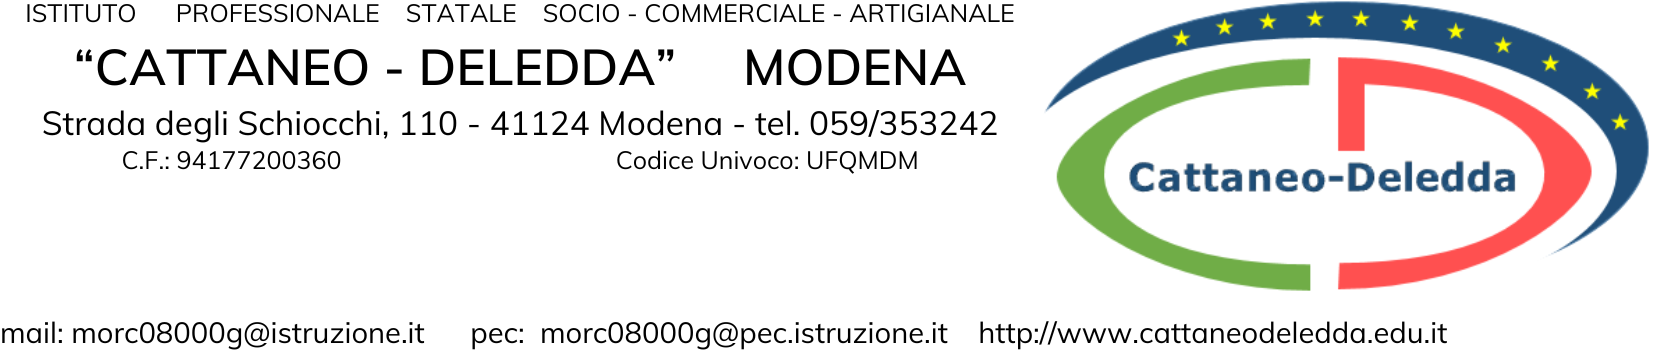 ISTITUTO PROFESSIONALE STATALE SOCIO - COMMERCIALE - ARTIGIANALE
“CATTANEO - DELEDDA” MODENA
Strada degli Schiocchi, 110 - 41124 Modena - tel. 059/353242
C.F.: 94177200360 Codice Univoco: UFQMDM
Cattaneo-Deledda
mail: morc08000g@istruzione.it pec: morc08000g@pec.istruzione.it http://www.cattaneodeledda.edu.it